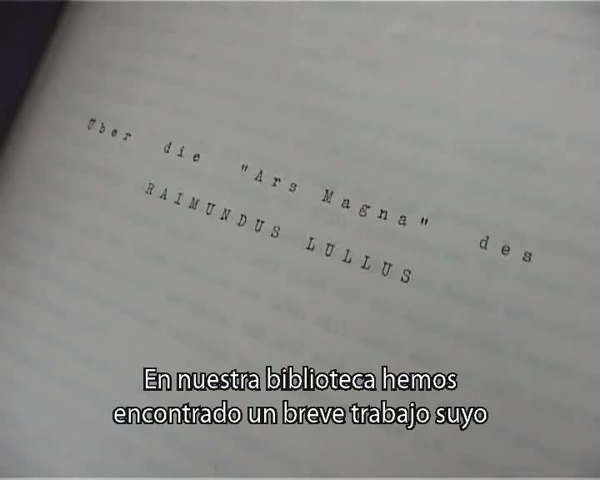 Über die "Ars Magna" des
RAIMUNDUS LULLUS
En nuestra biblioteca hemos
encontrado un breve trabajo suyo